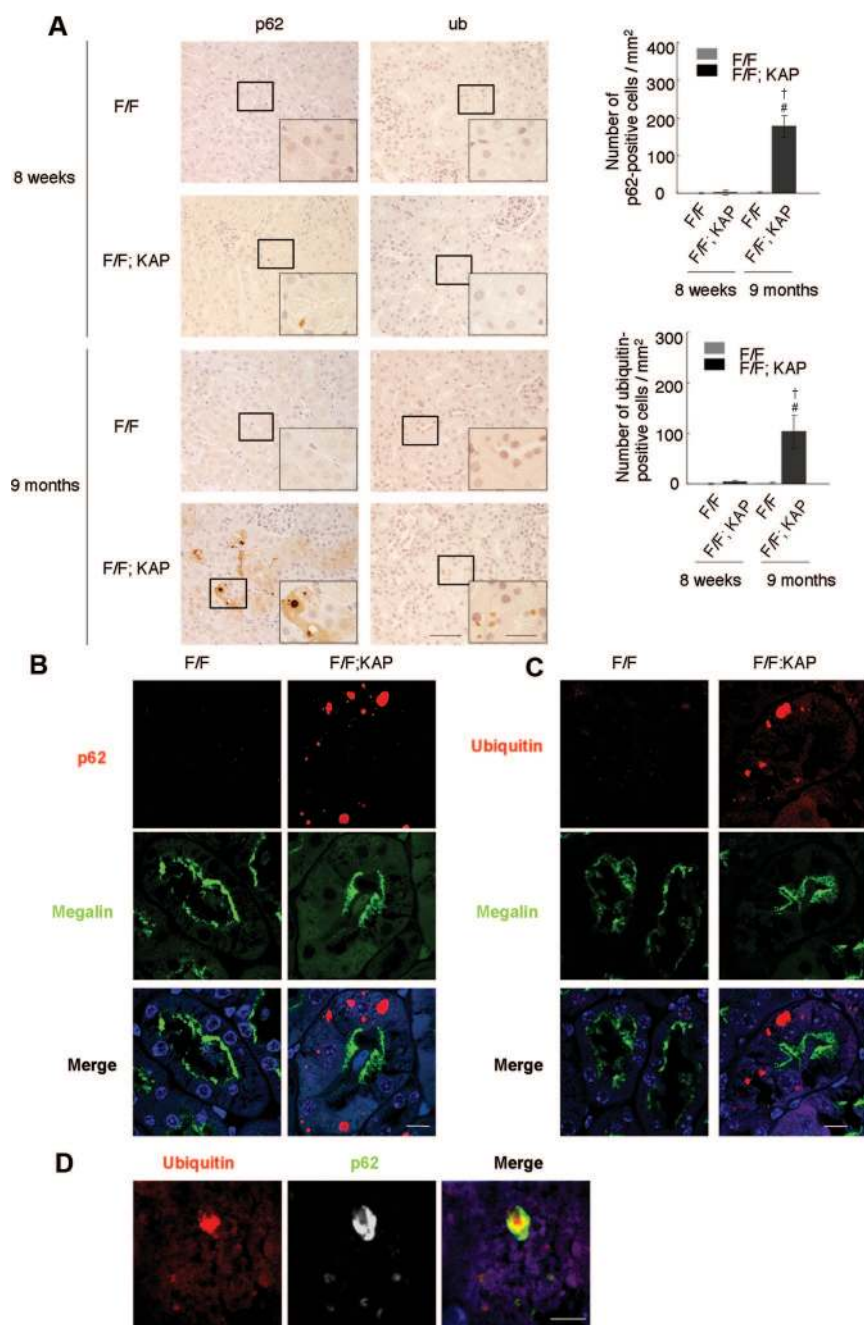 A
p62
ub
F/F
8 weeks
F/F; KAP
F/F
9 months
F/F; KAP
Number of
p62-positive cells / mm2
400
300
200
100
0
F/F
F/F; KAP
†
#
F/F
F/F; KAP
F/F
F/F; KAP
8 weeks
9 months
Number of ubiquitin-
positive cells / mm2
300
200
100
0
F/F
F/F; KAP
†
#
F/F
F/F; KAP
F/F
F/F; KAP
8 weeks
9 months
B
F/F
F/F;KAP
p62
Megalin
Merge
C
F/F
F/F:KAP
Ubiquitin
Megalin
Merge
D
Ubiquitin
p62
Merge